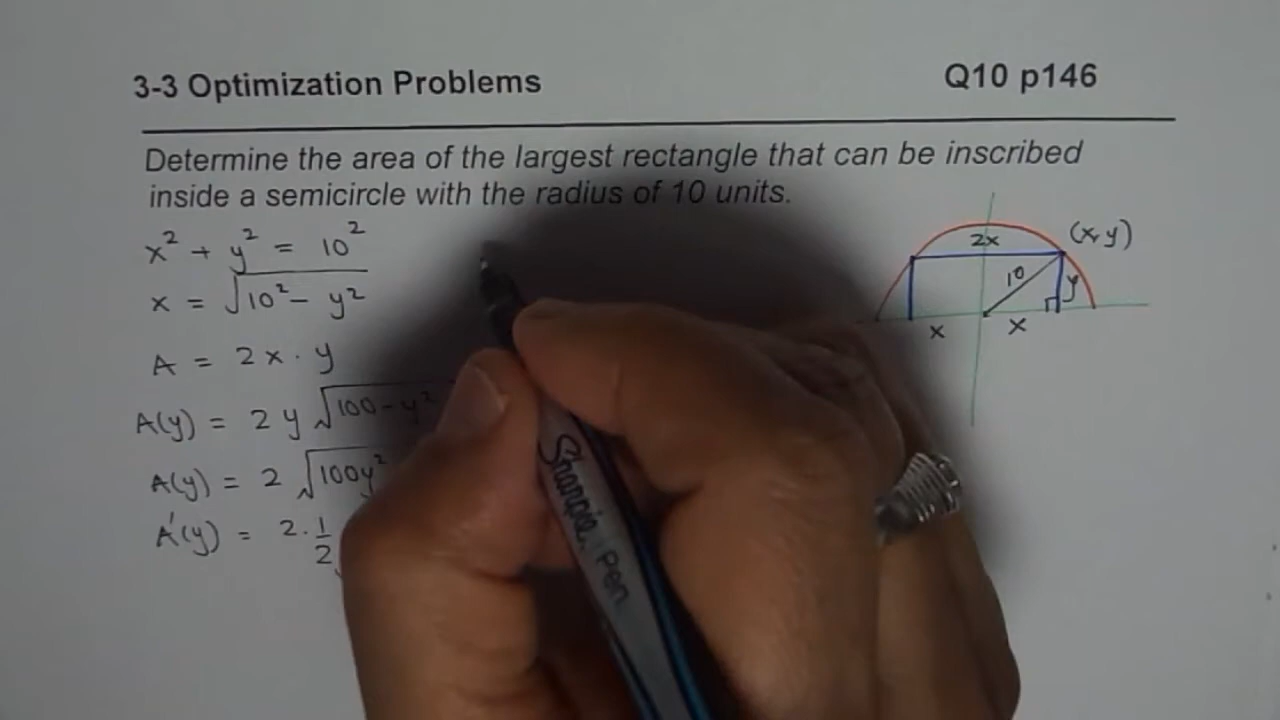 3-3 Optimization Problems
Q10 p146
Determine the area of the largest rectangle that can be inscribed
inside a semicircle with the radius of 10 units.
x² + y² = 10²
x = √10² - y²
A = 2x · y
A(y) = 2y √100 - y²
A(y) = 2 √100y²
A'(y) = 2 · 1/2
2x
(x, y)
10
y
x
x
Sharpie. Pen